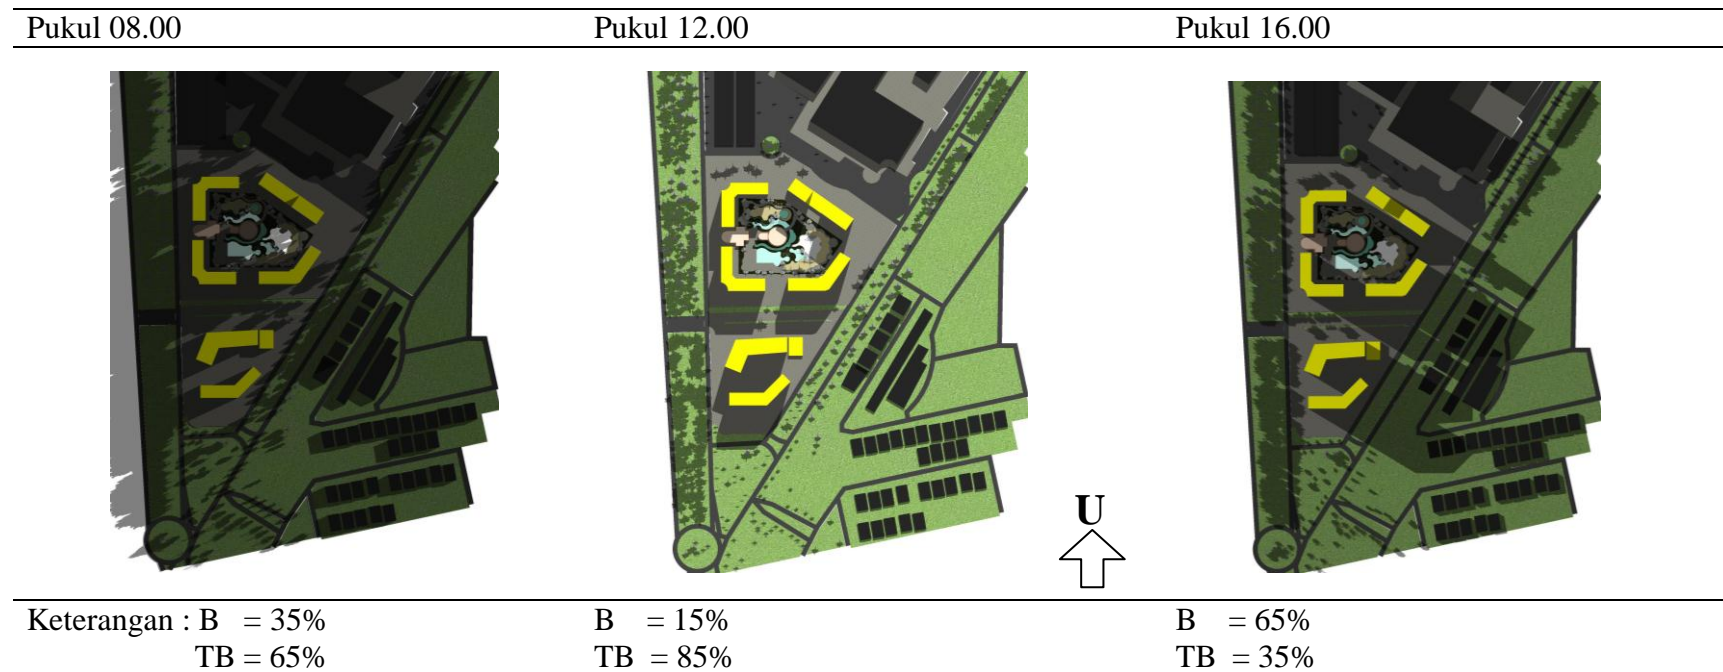 Pukul 08.00 Pukul 12.00 Pukul 16.00
U
Keterangan : B = 35% B = 15% B = 65%
TB = 65% TB = 85% TB = 35%